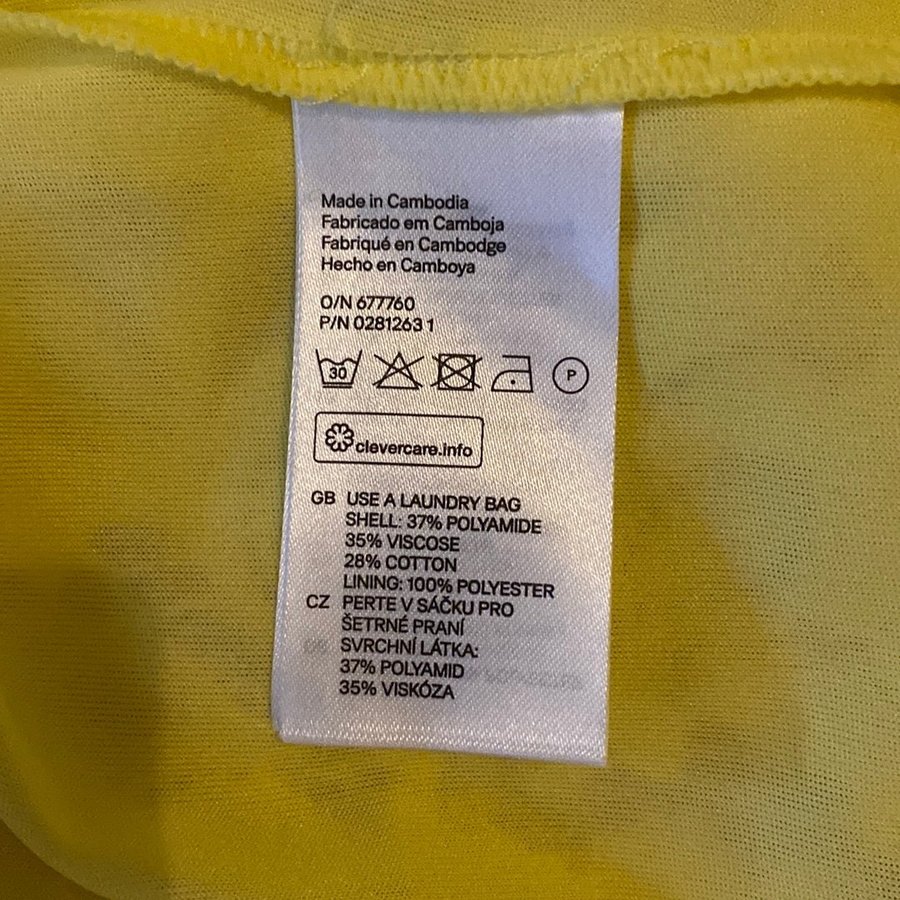 Made in Cambodia
Fabricado em Camboja
Fabriqué en Cambodge
Hecho en Camboya
O/N 677760
P/N 0281263 1
30 P
clevercare.info
GB USE A LAUNDRY BAG
SHELL: 37% POLYAMIDE
35% VISCOSE
28% COTTON
LINING: 100% POLYESTER
CZ PERTE V SÁČKU PRO
ŠETRNÉ PRANÍ
SVRCHNÍ LÁTKA:
37% POLYAMID
35% VISKÓZA